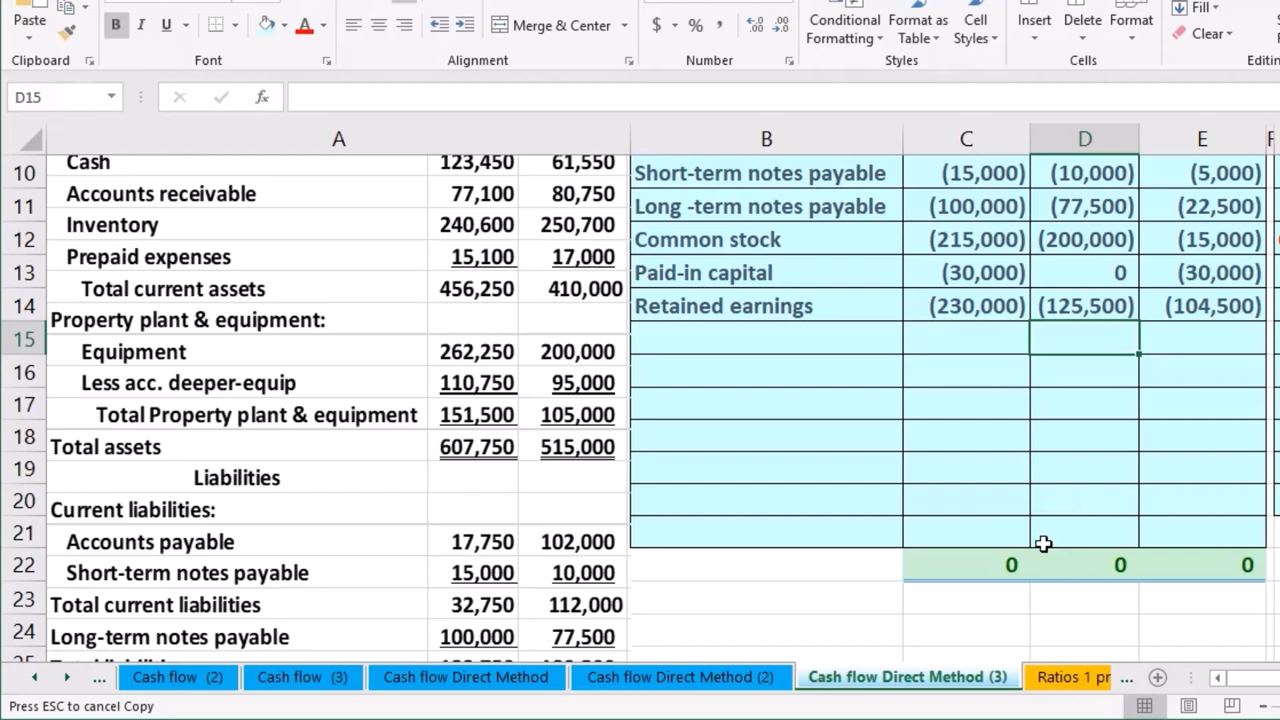 Paste B I U A Merge & Center $ % , Conditional Formatting Format as Table Cell Styles Insert Delete Format Fill Clear
Clipboard Font Alignment Number Styles Cells Editin
D15 fx
A B C D E F
10 Cash 123,450 61,550 Short-term notes payable (15,000) (10,000) (5,000)
11 Accounts receivable 77,100 80,750 Long -term notes payable (100,000) (77,500) (22,500)
12 Inventory 240,600 250,700 Common stock (215,000) (200,000) (15,000)
13 Prepaid expenses 15,100 17,000 Paid-in capital (30,000) 0 (30,000)
14 Total current assets 456,250 410,000 Retained earnings (230,000) (125,500) (104,500)
15 Property plant & equipment:
16 Equipment 262,250 200,000
17 Less acc. deeper-equip 110,750 95,000
Total Property plant & equipment 151,500 105,000
18 Total assets 607,750 515,000
19 Liabilities
20 Current liabilities:
21 Accounts payable 17,750 102,000
22 Short-term notes payable 15,000 10,000 0 0 0
23 Total current liabilities 32,750 112,000
24 Long-term notes payable 100,000 77,500
... Cash flow (2) Cash flow (3) Cash flow Direct Method Cash flow Direct Method (2) Cash flow Direct Method (3) Ratios 1 pr ...
Press ESC to cancel Copy